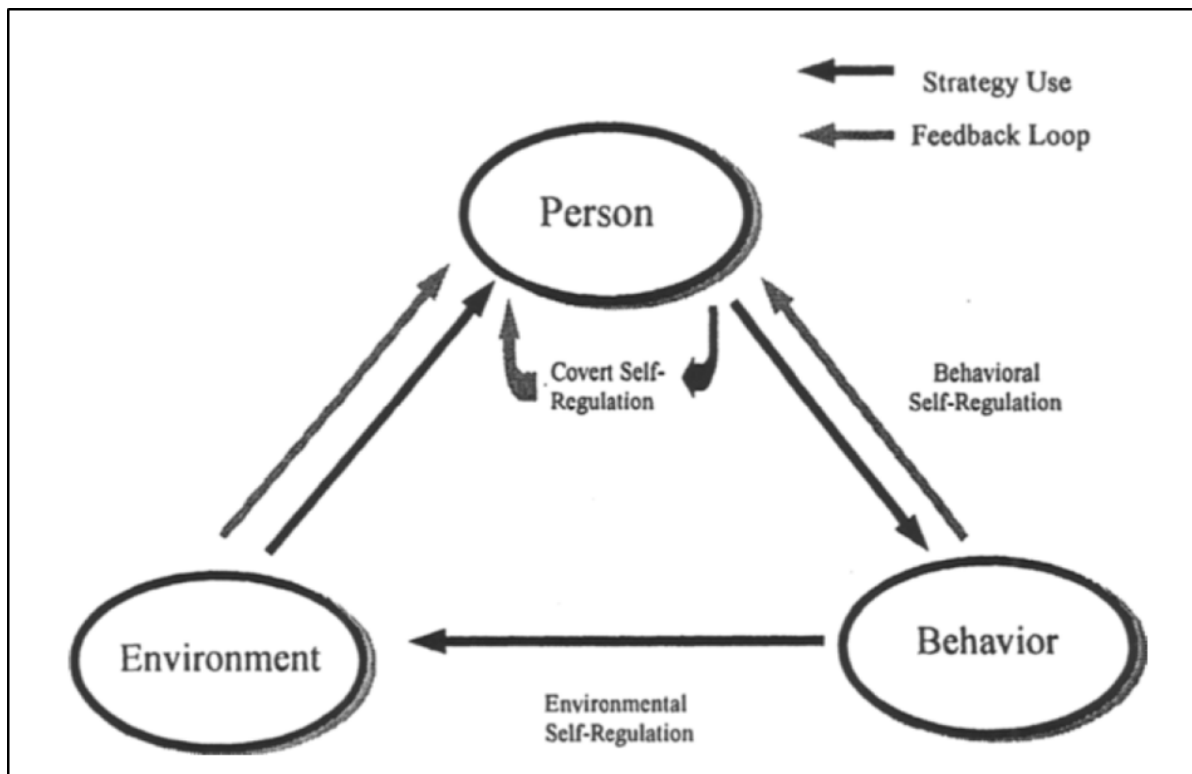 Strategy Use
Feedback Loop
Person
Covert Self-
Regulation
Behavioral
Self-Regulation
Environment
Behavior
Environmental
Self-Regulation